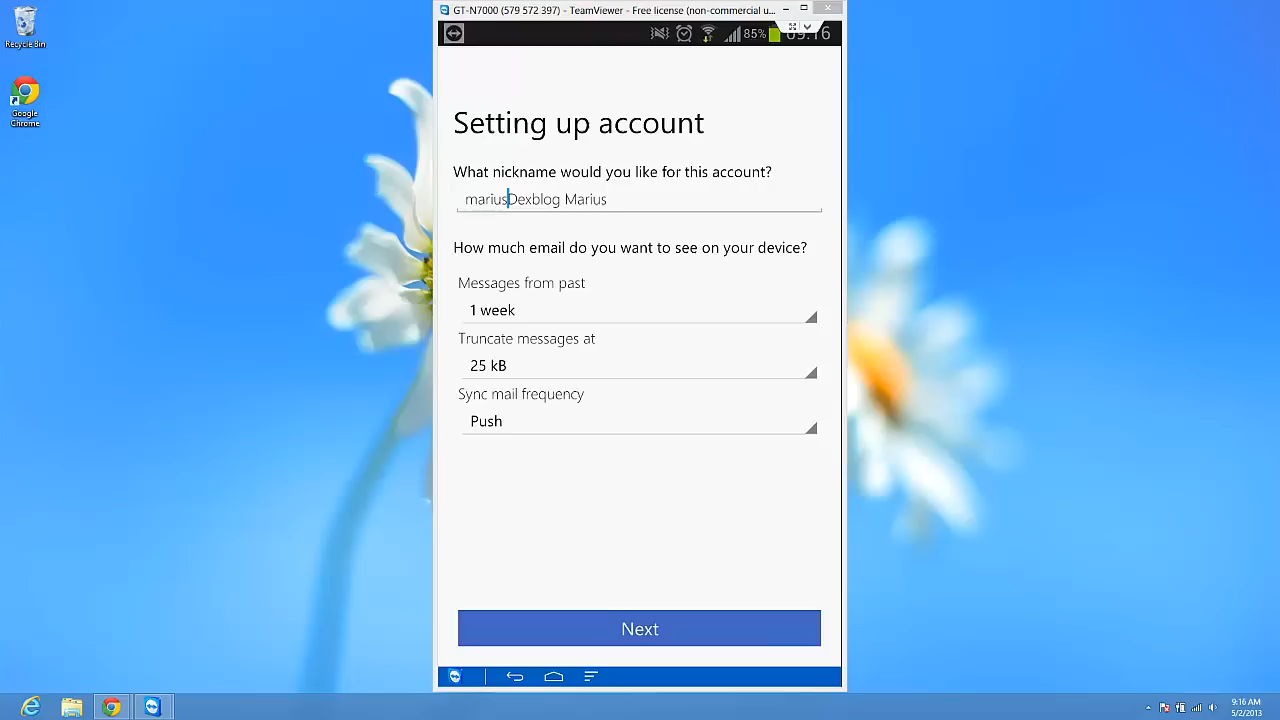 GT-N7000 (579 572 397) - TeamViewer - Free license (non-commercial u...
Recycle Bin
85%
09:16
Google
Chrome
Setting up account
What nickname would you like for this account?
mariusDexblog Marius
How much email do you want to see on your device?
Messages from past
1 week
Truncate messages at
25 kB
Sync mail frequency
Push
Next
9:16 AM
5/2/2013